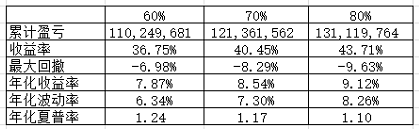 60% 70% 80%
累计盈亏 110,249,681 121,361,562 131,119,764
收益率 36.75% 40.45% 43.71%
最大回撤 -6.98% -8.29% -9.63%
年化收益率 7.87% 8.54% 9.12%
年化波动率 6.34% 7.30% 8.26%
年化夏普率 1.24 1.17 1.10